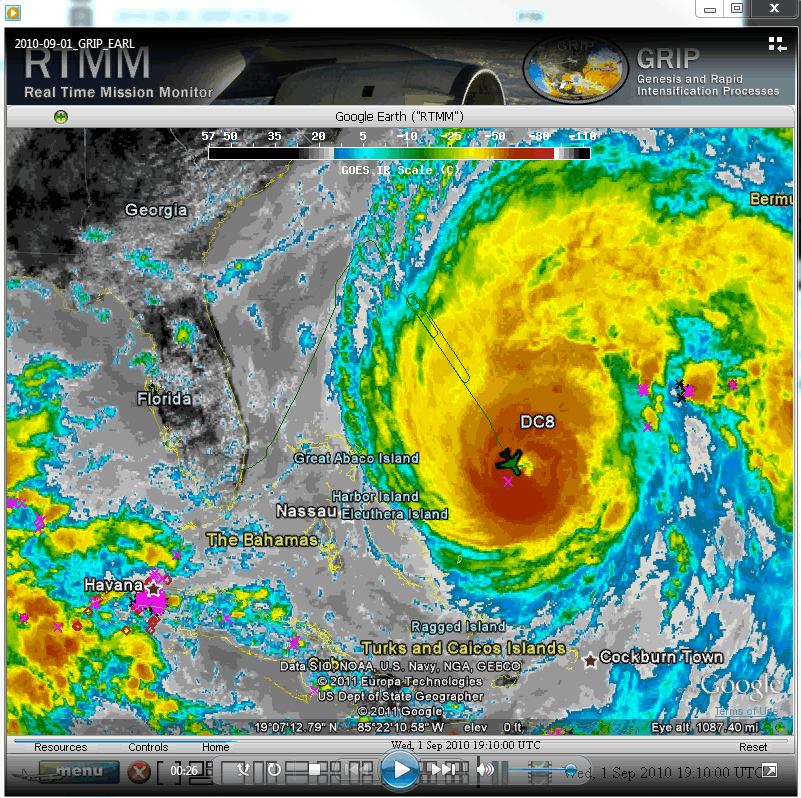 2010-09-01_GRIP_EARL
RTMM
Real Time Mission Monitor
GRIP
GRIP
Genesis and Rapid
Intensification Processes
Google Earth ("RTMM")
57 50 35 20 5 -10 -25 -50 -80 -110
GOES IR Scale (C)
Georgia
Bermu
Florida
DC8
Great Abaco Island
Harbor Island
Nassau
Eleuthera Island
The Bahamas
Havana
Ragged Island
Turks and Caicos Islands
Cockburn Town
Data SIO, NOAA, U.S. Navy, NGA, GEBCO
© 2011 Europa Technologies
US Dept of State Geographer
© 2011 Google
Google
Terms of Use
19°07'12.79" N 85°22'10.58" W elev 0 ft
Eye alt 1087.40 mi
Resources Controls Home Wed, 1 Sep 2010 19:10:00 UTC Reset
menu 00:26 Wed, 1 Sep 2010 19:10:00 UTC